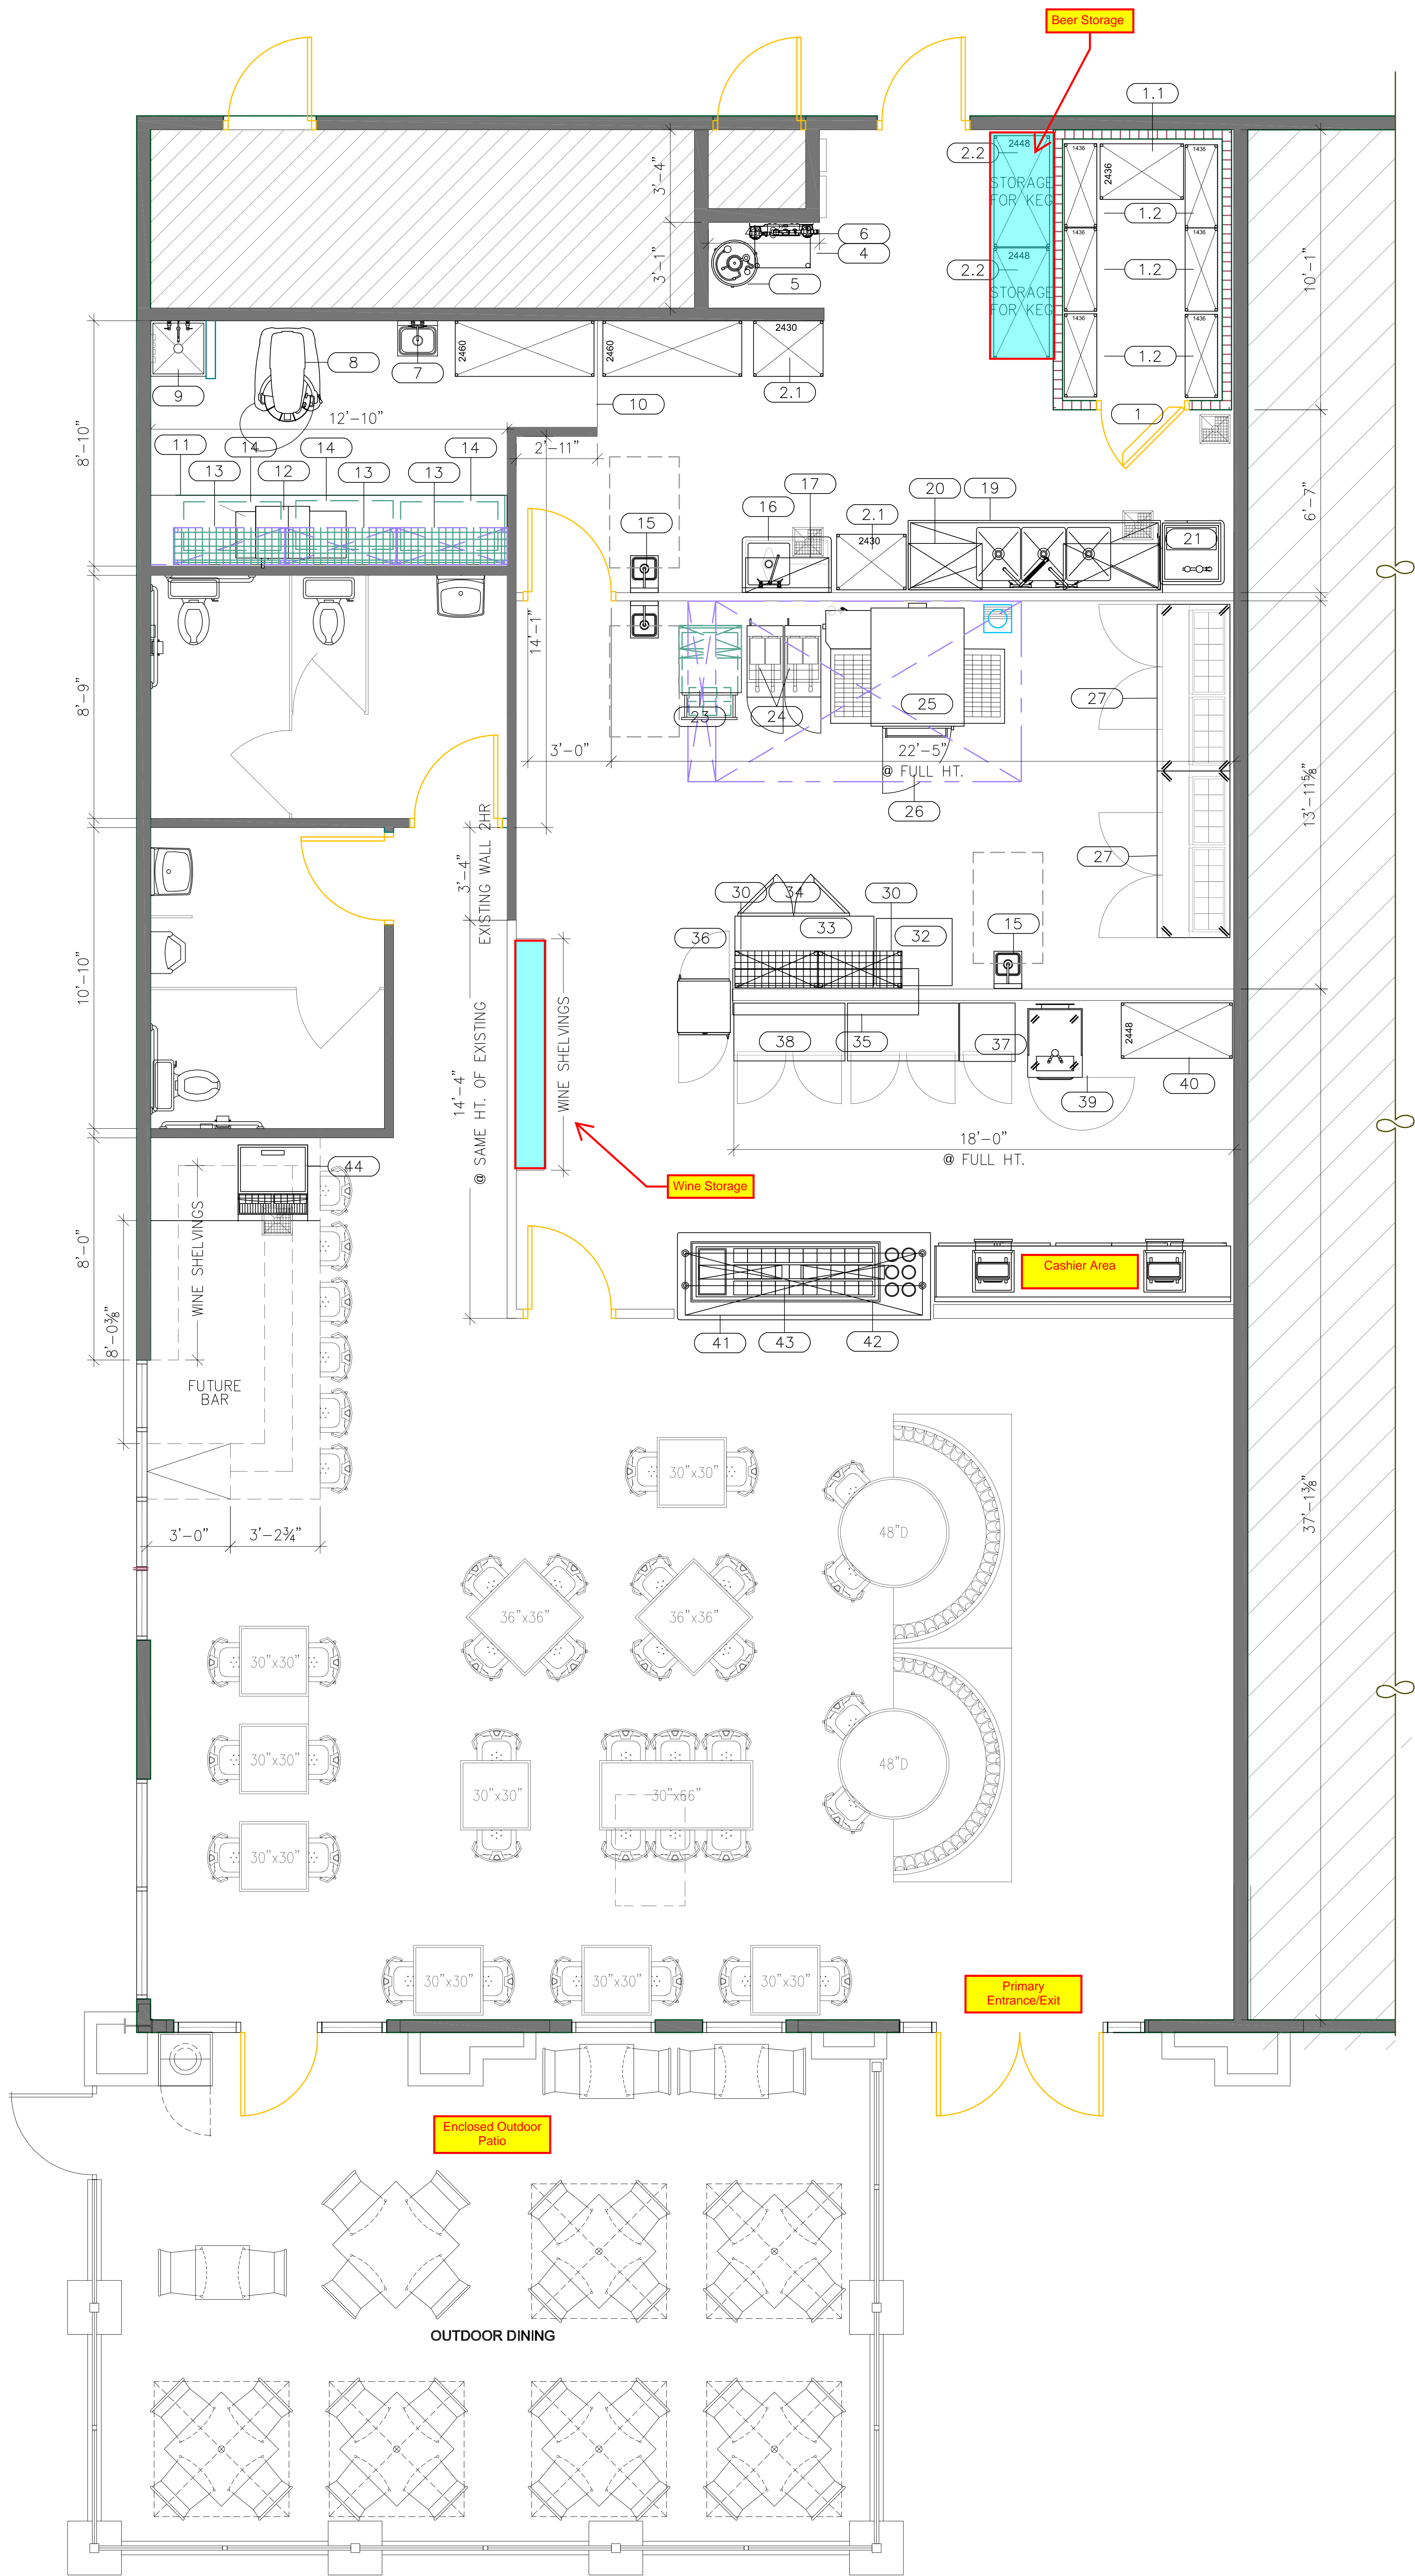 Beer Storage
1.1
2.2
2448
STORAGE
FOR KEG
1436
2436
1436
1.2
3'-4"
6
4
3'-1"
5
2.2
2448
STORAGE
FOR KEG
1436
1.2
1436
10'-1"
1436
1.2
1436
2460
2460
2430
8
7
9
2.1
10
1
12'-10"
8'-10"
11
14
14
14
2'-11"
13
12
13
13
17
20
19
6'-7"
16
2.1
2430
15
21
14'-1"
8'-9"
23
24
25
27
3'-0"
22'-5"
@ FULL HT.
26
13'-11⅝"
EXISTING WALL 2HR
3'-4"
27
30
34
30
36
33
32
15
10'-10"
14'-4"
@ SAME HT. OF EXISTING
WINE SHELVINGS
38
35
37
2448
39
40
18'-0"
@ FULL HT.
44
Wine Storage
WINE SHELVINGS
8'-0"
8'-0⅜"
Cashier Area
41
43
42
FUTURE
BAR
30"x30"
48"D
3'-0"
3'-2¾"
37'-1⅜"
36"x36"
36"x36"
30"x30"
30"x30"
48"D
30"x30"
30"x66"
30"x30"
30"x30"
30"x30"
30"x30"
Primary
Entrance/Exit
Enclosed Outdoor
Patio
OUTDOOR DINING